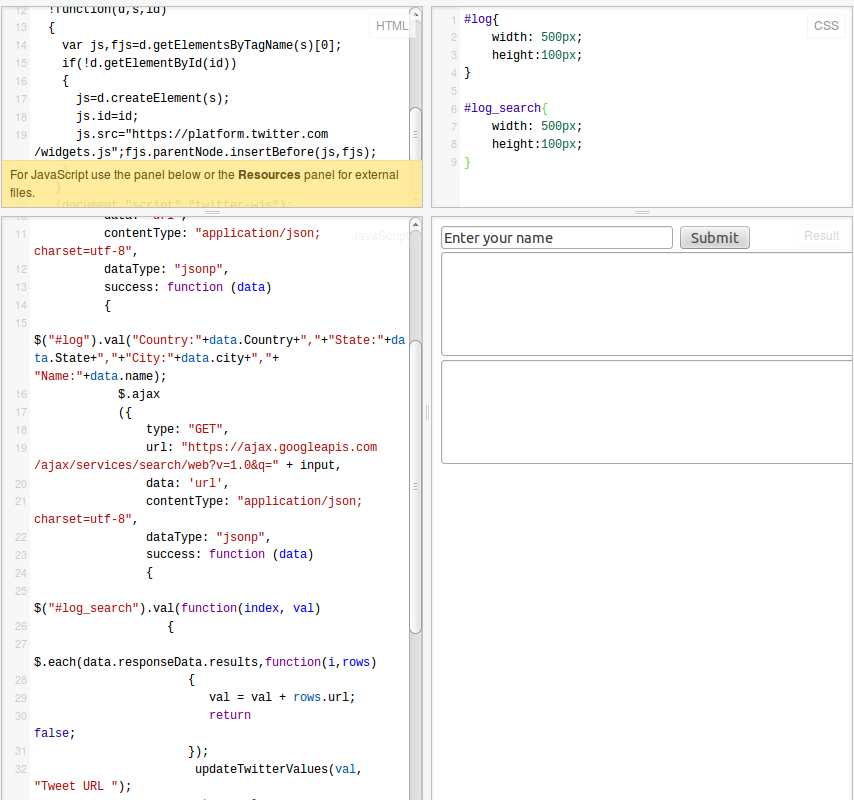 12 !function(d,s,id)
HTML
13 {
14 var js,fjs=d.getElementsByTagName(s)[0];
15 if(!d.getElementById(id))
16 {
17 js=d.createElement(s);
18 js.id=id;
19 js.src="https://platform.twitter.com
/widgets.js";fjs.parentNode.insertBefore(js,fjs);
For JavaScript use the panel below or the Resources panel for external
files.
}
(document,"script","twitter-wjs");
CSS
1 #log{
2 width: 500px;
3 height:100px;
4 }
5
6 #log_search{
7 width: 500px;
8 height:100px;
9 }
10 data: 'url',
JavaScript
11 contentType: "application/json;
charset=utf-8",
12 dataType: "jsonp",
13 success: function (data)
14 {
15
$("#log").val("Country:"+data.Country+","+"State:"+da
ta.State+","+"City:"+data.city+","+
"Name:"+data.name);
16 $.ajax
17 ({
18 type: "GET",
19 url: "https://ajax.googleapis.com
/ajax/services/search/web?v=1.0&q=" + input,
20 data: 'url',
21 contentType: "application/json;
charset=utf-8",
22 dataType: "jsonp",
23 success: function (data)
24 {
25
$("#log_search").val(function(index, val)
26 {
27
$.each(data.responseData.results,function(i,rows)
28 {
29 val = val + rows.url;
30 return
false;
31 });
32 updateTwitterValues(val,
"Tweet URL ");
Enter your name
Submit
Result